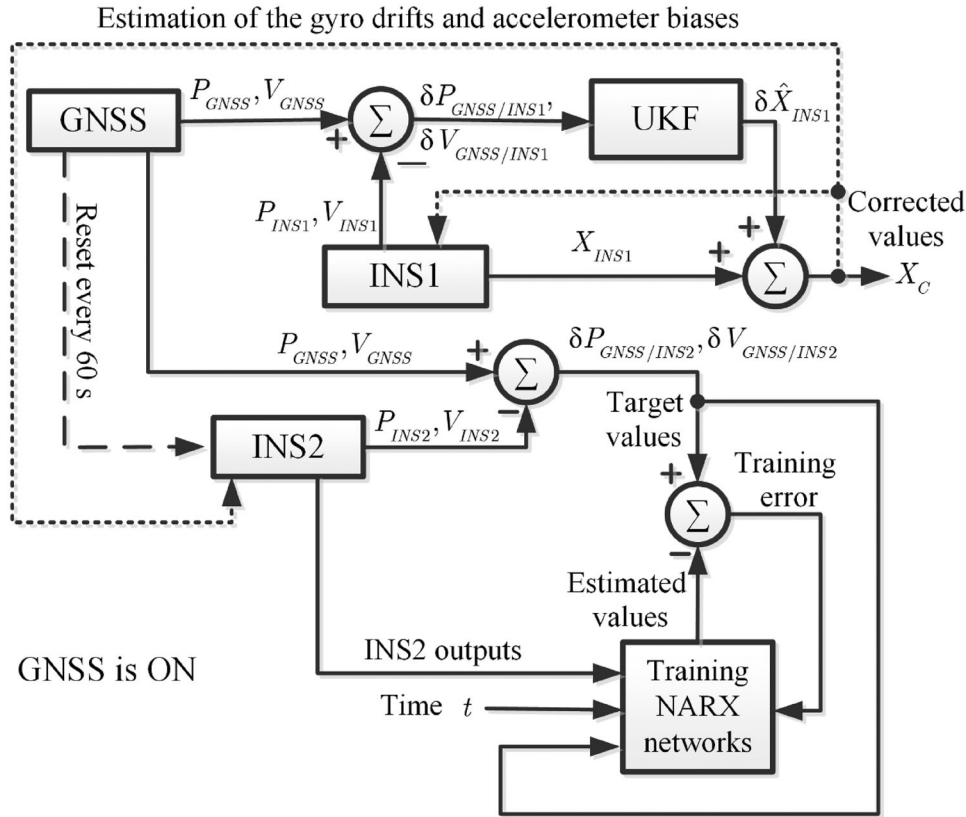 Estimation of the gyro drifts and accelerometer biases
GNSS
P_GNSS, V_GNSS
+
Σ
−
δP_GNSS/INS1,
δV_GNSS/INS1
UKF
δX̂_INS1
P_INS1, V_INS1
INS1
X_INS1
+
+
Σ
Corrected
values
X_C
Reset every 60 s
P_GNSS, V_GNSS
+
Σ
−
δP_GNSS/INS2, δV_GNSS/INS2
INS2
P_INS2, V_INS2
Target
values
+
Σ
−
Training
error
Estimated
values
GNSS is ON
INS2 outputs
Time t
Training
NARX
networks